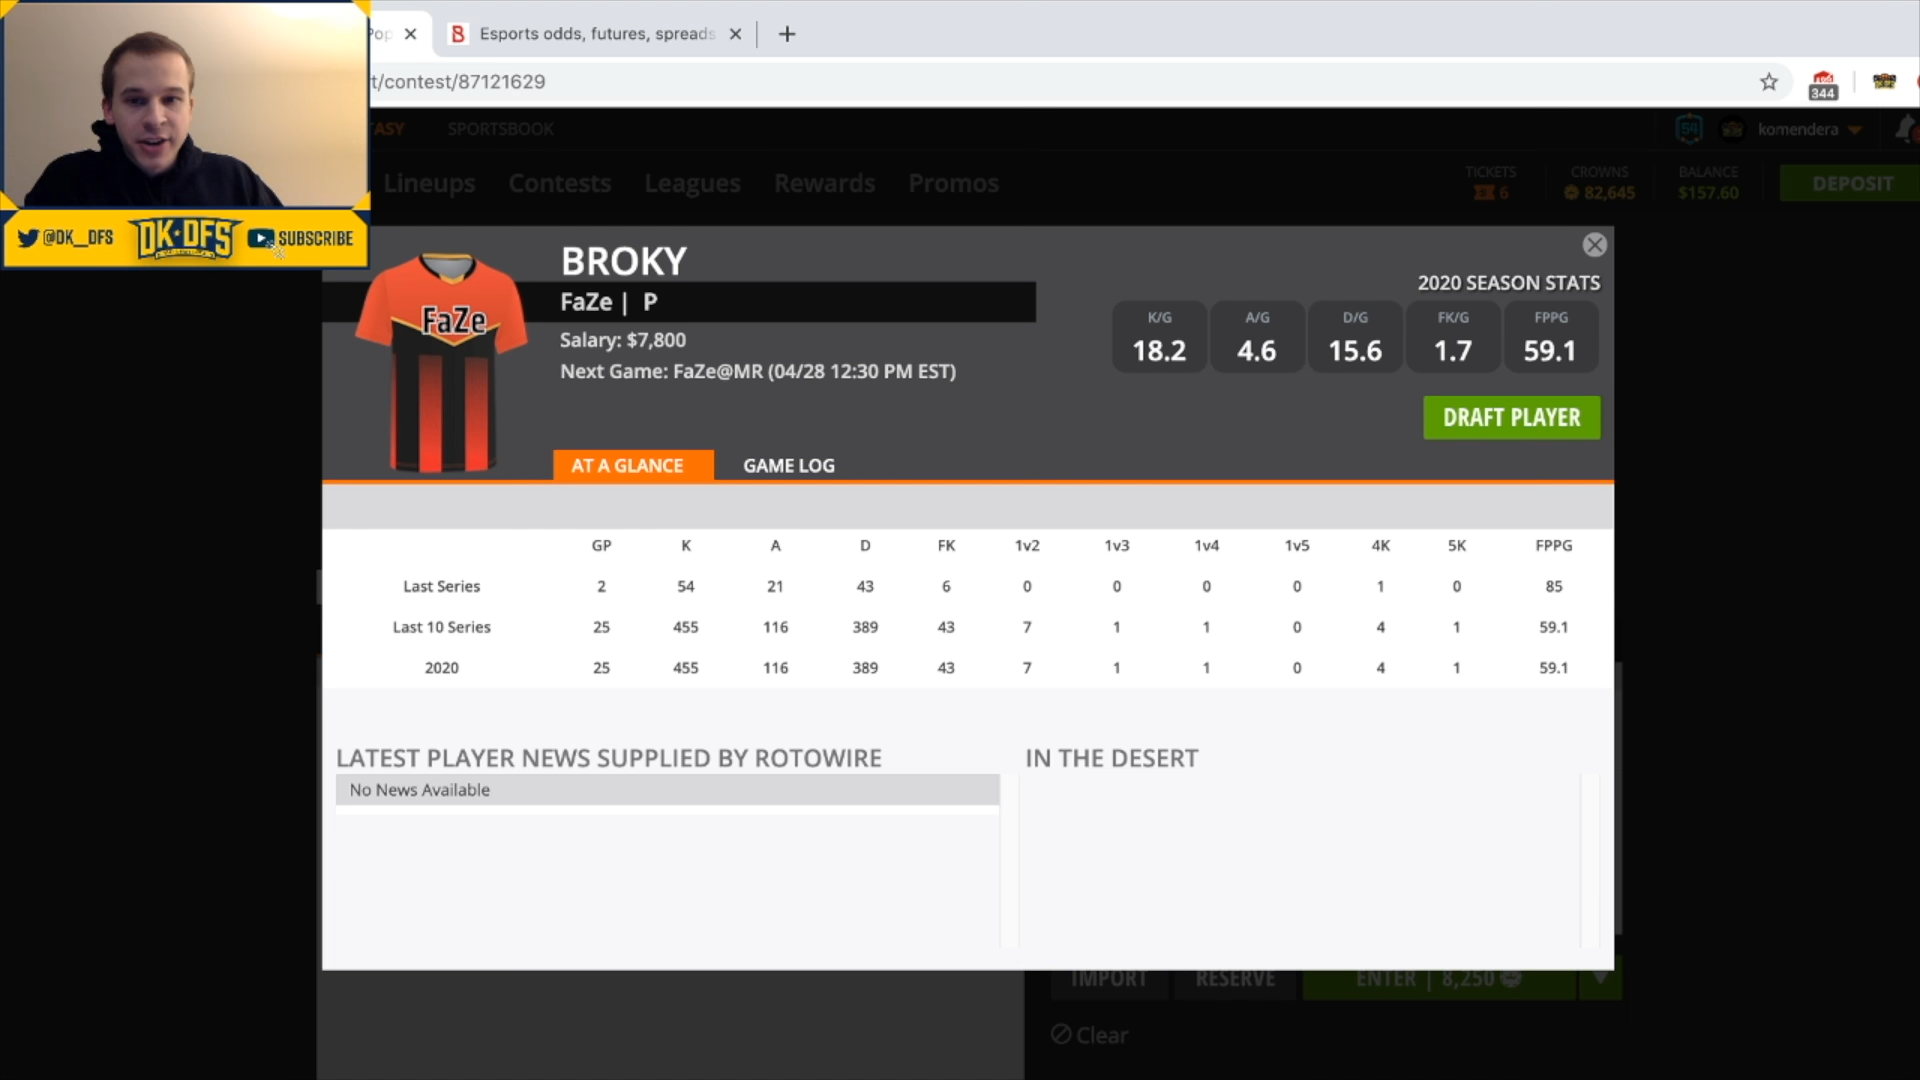 Pop
Esports odds, futures, spreads
t/contest/87121629
344
TASY
SPORTSBOOK
54
komendera
Lineups
Contests
Leagues
Rewards
Promos
TICKETS
6
CROWNS
82,645
BALANCE
$157.60
DEPOSIT
@DK__DFS
DK★DFS
SUBSCRIBE
FaZe
BROKY
FaZe | P
Salary: $7,800
Next Game: FaZe@MR (04/28 12:30 PM EST)
2020 SEASON STATS
K/G A/G D/G FK/G FPPG
18.2 4.6 15.6 1.7 59.1
DRAFT PLAYER
AT A GLANCE
GAME LOG
GP K A D FK 1v2 1v3 1v4 1v5 4K 5K FPPG
Last Series 2 54 21 43 6 0 0 0 0 1 0 85
Last 10 Series 25 455 116 389 43 7 1 1 0 4 1 59.1
2020 25 455 116 389 43 7 1 1 0 4 1 59.1
LATEST PLAYER NEWS SUPPLIED BY ROTOWIRE
No News Available
IN THE DESERT
IMPORT
RESERVE
ENTER | 8,250
Clear